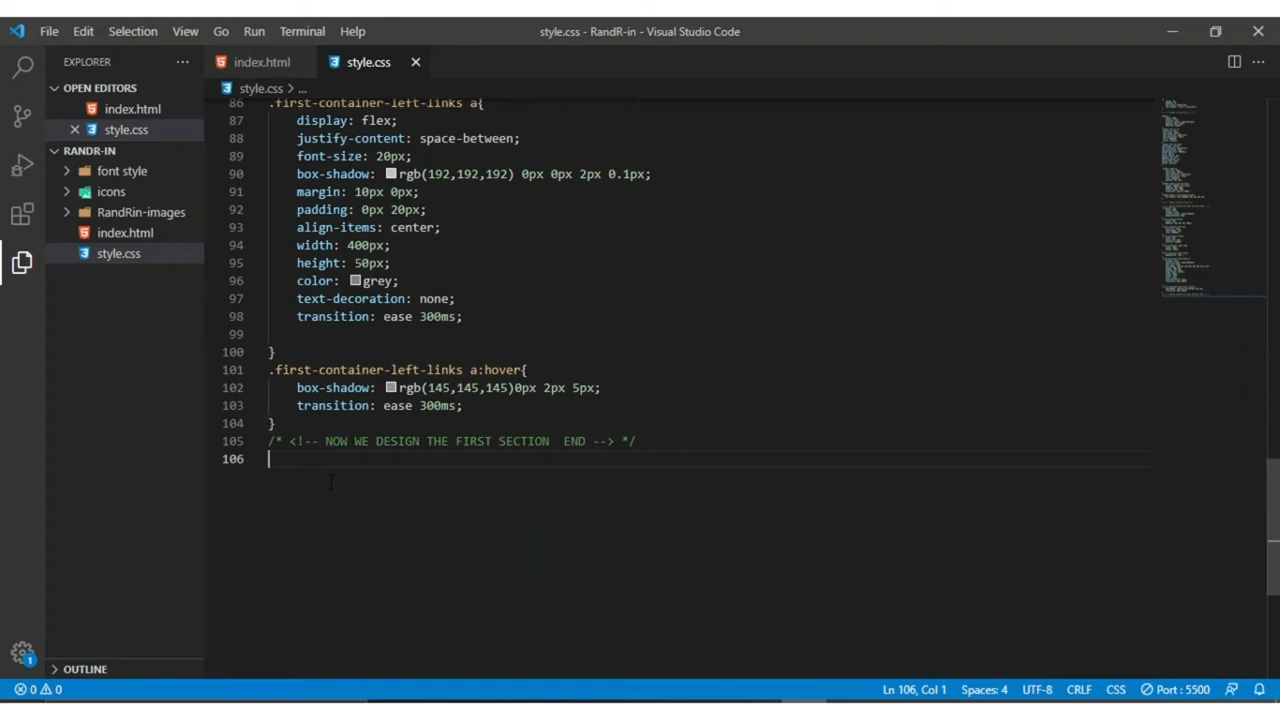 File Edit Selection View Go Run Terminal Help style.css - RandR-in - Visual Studio Code
EXPLORER ...
index.html style.css
OPEN EDITORS
style.css > ...
index.html
style.css
RANDR-IN
font style
icons
RandRin-images
index.html
style.css
86 .first-container-left-links a{
87 display: flex;
88 justify-content: space-between;
89 font-size: 20px;
90 box-shadow: rgb(192,192,192) 0px 0px 2px 0.1px;
91 margin: 10px 0px;
92 padding: 0px 20px;
93 align-items: center;
94 width: 400px;
95 height: 50px;
96 color: grey;
97 text-decoration: none;
98 transition: ease 300ms;
99
100 }
101 .first-container-left-links a:hover{
102 box-shadow: rgb(145,145,145)0px 2px 5px;
103 transition: ease 300ms;
104 }
105 /* <!-- NOW WE DESIGN THE FIRST SECTION  END --> */
106
1
OUTLINE
0 0 Ln 106, Col 1 Spaces: 4 UTF-8 CRLF CSS Port : 5500